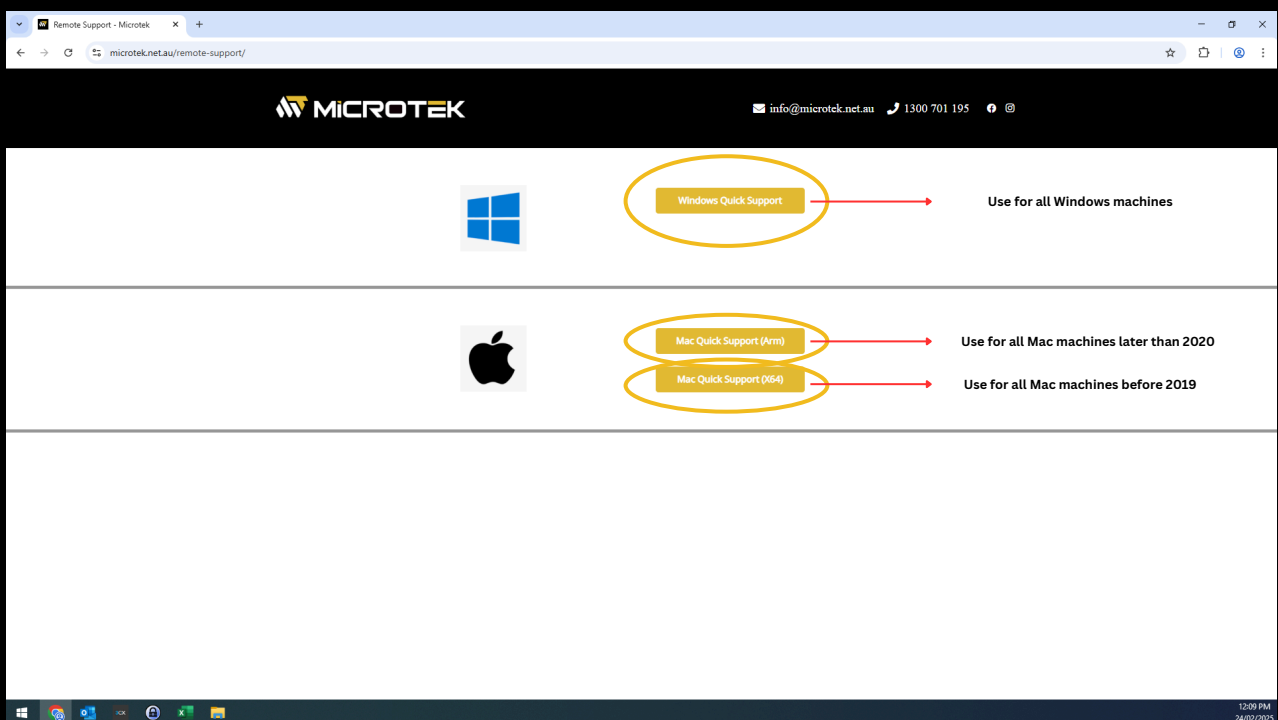 Remote Support - Microtek
microtek.net.au/remote-support/
MICROTEK
info@microtek.net.au 1300 701 195
Windows Quick Support
Use for all Windows machines
Mac Quick Support (Arm)
Use for all Mac machines later than 2020
Mac Quick Support (X64)
Use for all Mac machines before 2019
12:09 PM
24/02/2025